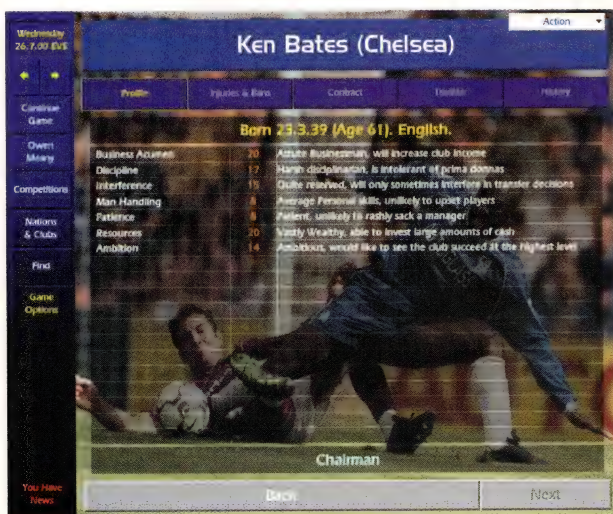 Wednesday
26.7.00 EVE
Continue
Game
Owen
Meany
Competitions
Nations
& Clubs
Find
Game
Options
You Have
News
Action
Ken Bates (Chelsea)
Profile
Injuries & Bans
Contract
Transfer
History
Born 23.3.39 (Age 61). English.
Business Acumen 20 Astute Businessman, will increase club income
Discipline 17 Harsh disciplinarian, is intolerant of prima donnas
Interference 15 Quite reserved, will only sometimes interfere in transfer decisions
Man Handling 8 Average Personal skills, unlikely to upset players
Patience 8 Patient, unlikely to rashly sack a manager
Resources 20 Vastly Wealthy, able to invest large amounts of cash
Ambition 14 Ambitious, would like to see the club succeed at the highest level
Chairman
Back
Next